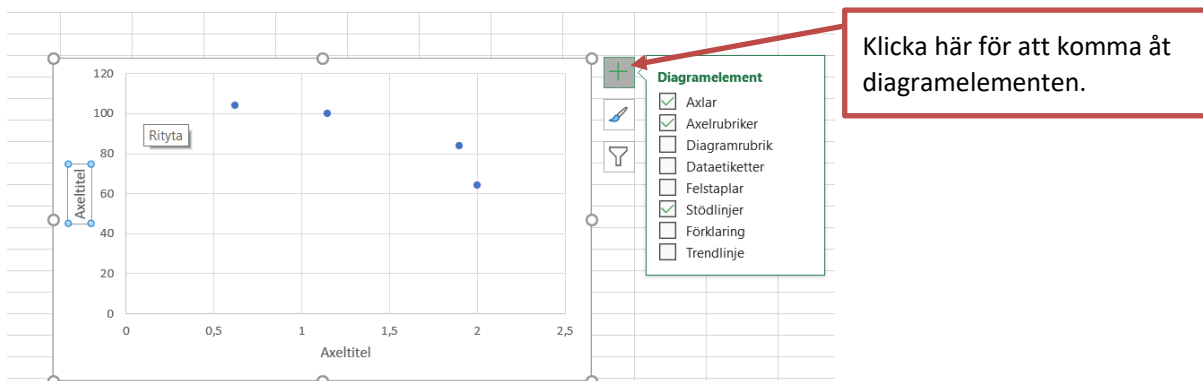 Klicka här för att komma åt
diagramelementen.
120
100
80
60
40
20
0
Rityta
Axeltitel
0
0,5
1
1,5
2
2,5
Axeltitel
Diagramelement
Axlar
Axelrubriker
Diagramrubrik
Dataetiketter
Felstaplar
Stödlinjer
Förklaring
Trendlinje